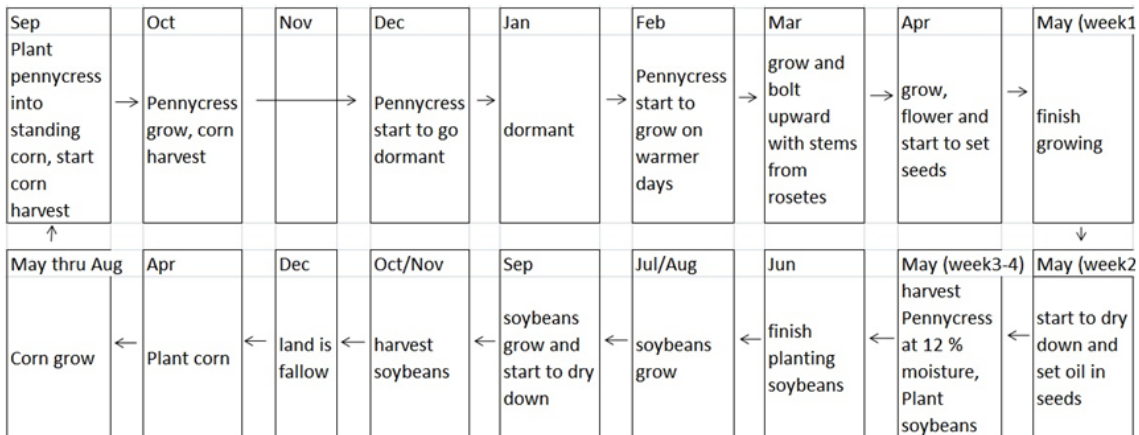 Sep
Plant
pennycress
into
standing
corn, start
corn
harvest
Oct
Pennycress
grow, corn
harvest
Nov
Dec
Pennycress
start to go
dormant
Jan
dormant
Feb
Pennycress
start to
grow on
warmer
days
Mar
grow and
bolt
upward
with stems
from
rosetes
Apr
grow,
flower and
start to set
seeds
May (week1
finish
growing
May (week2
start to dry
down and
set oil in
seeds
May (week3-4)
harvest
Pennycress
at 12 %
moisture,
Plant
soybeans
Jun
finish
planting
soybeans
Jul/Aug
soybeans
grow
Sep
soybeans
grow and
start to dry
down
Oct/Nov
harvest
soybeans
Dec
land is
fallow
Apr
Plant corn
May thru Aug
Corn grow